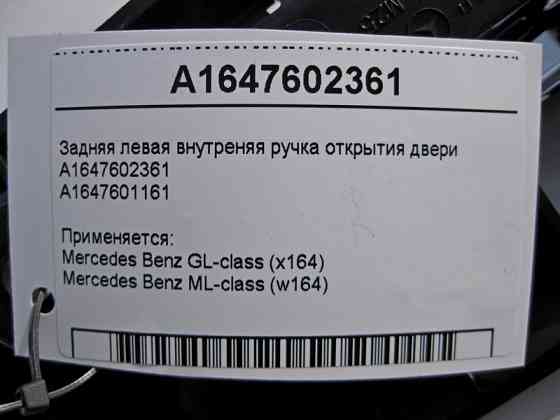 A1647602361
Задняя левая внутреняя ручка открытия двери
A1647602361
A1647601161
Применяется:
Mercedes Benz GL-class (x164)
Mercedes Benz ML-class (w164)